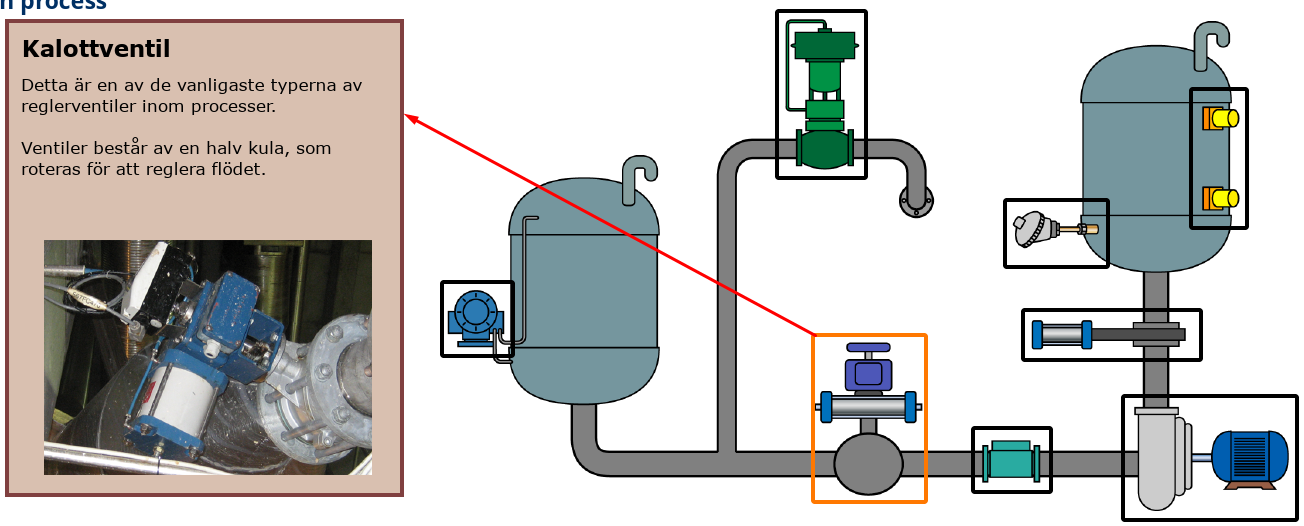 n process
Kalottventil
Detta är en av de vanligaste typerna av
reglerventiler inom processer.
Ventiler består av en halv kula, som
roteras för att reglera flödet.